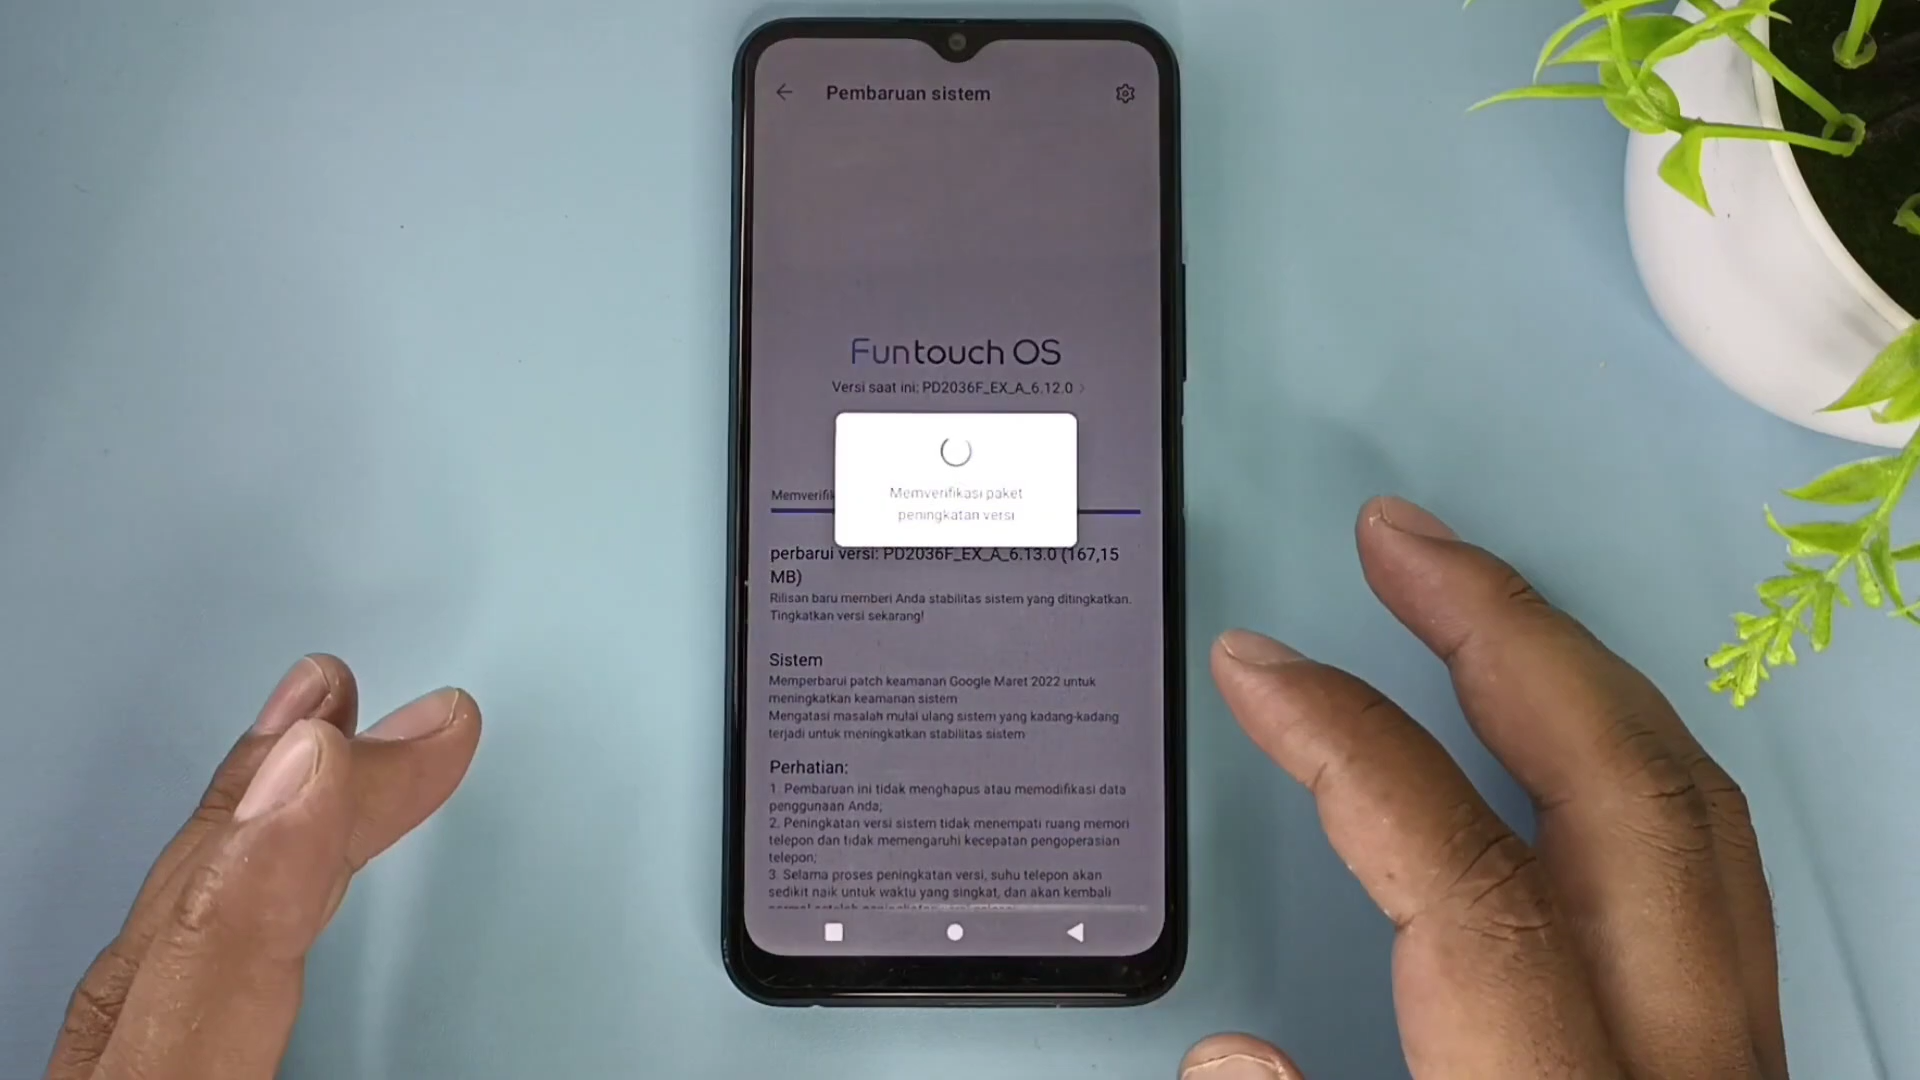 Pembaruan sistem
Funtouch OS
Versi saat ini: PD2036F_EX_A_6.12.0
Memverifikasi paket
peningkatan versi
Memverifik
perbarui versi: PD2036F_EX_A_6.13.0 (167,15
MB)
Rilisan baru memberi Anda stabilitas sistem yang ditingkatkan.
Tingkatkan versi sekarang!
Sistem
Memperbarui patch keamanan Google Maret 2022 untuk
meningkatkan keamanan sistem
Mengatasi masalah mulai ulang sistem yang kadang-kadang
terjadi untuk meningkatkan stabilitas sistem
Perhatian:
1. Pembaruan ini tidak menghapus atau memodifikasi data
penggunaan Anda;
2. Peningkatan versi sistem tidak menempati ruang memori
telepon dan tidak memengaruhi kecepatan pengoperasian
telepon;
3. Selama proses peningkatan versi, suhu telepon akan
sedikit naik untuk waktu yang singkat, dan akan kembali